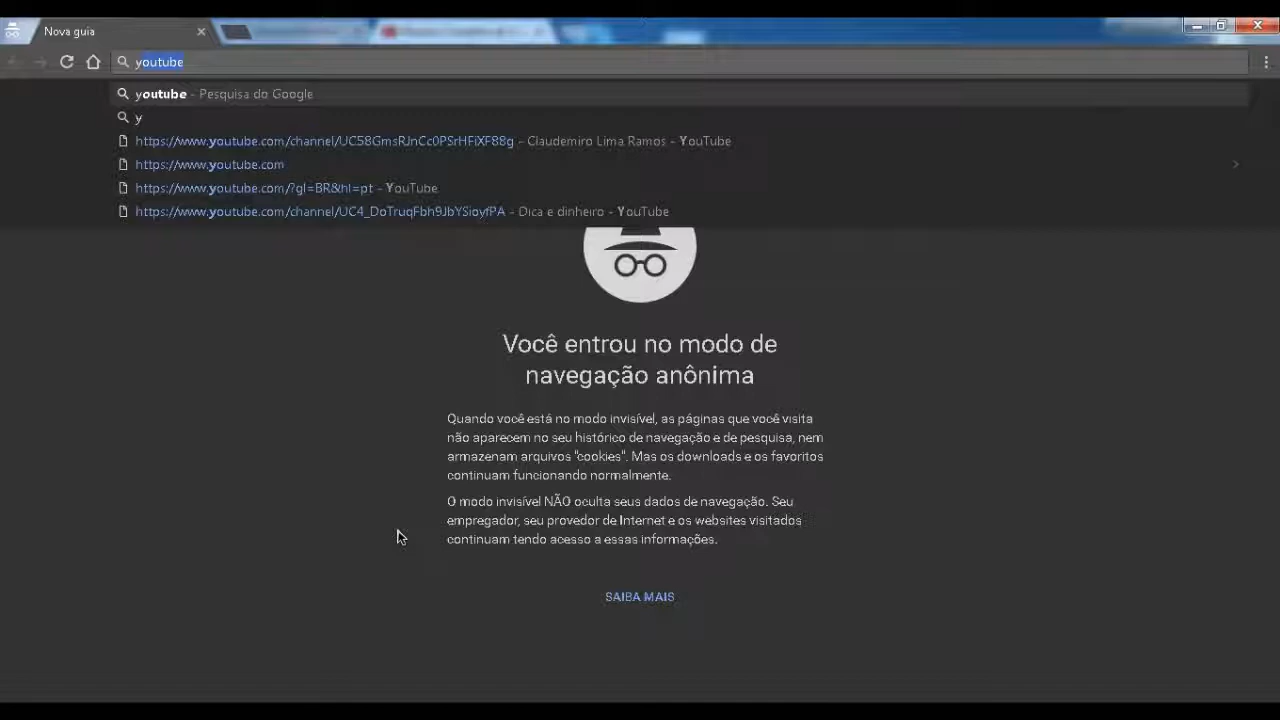 Nova guia
youtube
youtube - Pesquisa do Google
y
https://www.youtube.com/channel/UC58GmsRJnCc0PSrHFiXF88g - Claudemiro Lima Ramos - YouTube
https://www.youtube.com
https://www.youtube.com/?gl=BR&hl=pt - YouTube
https://www.youtube.com/channel/UC4_DoTruqFbh9JbYSioyfPA - Dica e dinheiro - YouTube
Você entrou no modo de
navegação anônima
Quando você está no modo invisível, as páginas que você visita
não aparecem no seu histórico de navegação e de pesquisa, nem
armazenam arquivos "cookies". Mas os downloads e os favoritos
continuam funcionando normalmente.
O modo invisível NÃO oculta seus dados de navegação. Seu
empregador, seu provedor de Internet e os websites visitados
continuam tendo acesso a essas informações.
SAIBA MAIS